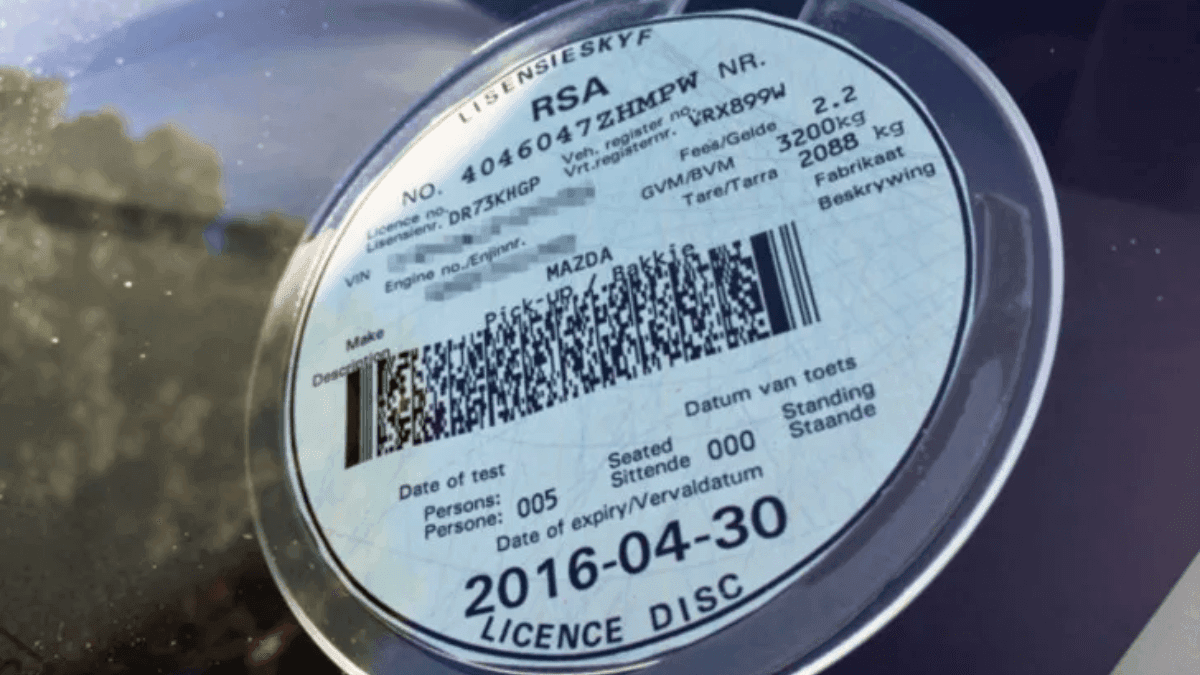 LISENSIESKYF
RSA
NO. 4046047ZHMPW NR.
Licence no. Veh. register no.
Lisensienr. DR73KHGP Vrt.registernr. VRX899W
Fees/Gelde 2.2
VIN GVM/BVM 3200kg
Engine no./Enjinnr. Tare/Tarra 2088 kg
Make MAZDA Fabrikaat
Description Pick-up / Bakkie Beskrywing
Date of test Datum van toets
Persons: Seated Standing
Persone: 005 Sittende 000 Staande
Date of expiry/Vervaldatum
2016-04-30
LICENCE DISC